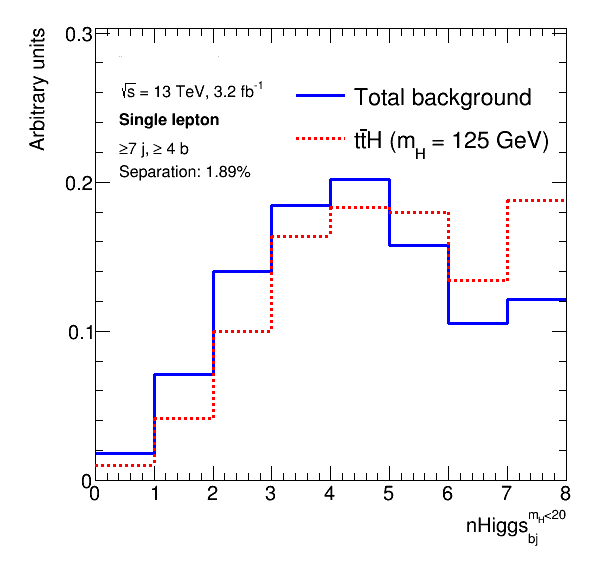 0.3
Arbitrary units
√s = 13 TeV, 3.2 fb⁻¹
Total background
Single lepton
tt̄H (m_H = 125 GeV)
≥7 j, ≥ 4 b
Separation: 1.89%
0.2
0.1
0
0 1 2 3 4 5 6 7 8
nHiggs_bj^{m_H<20}